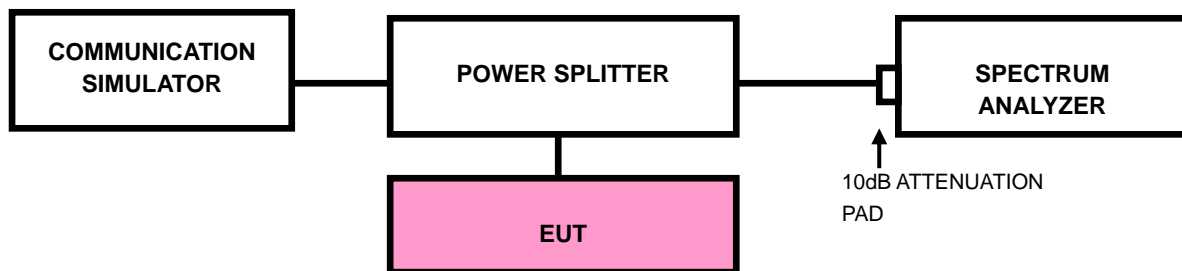 COMMUNICATION
SIMULATOR
POWER SPLITTER
SPECTRUM
ANALYZER
10dB ATTENUATION
PAD
EUT